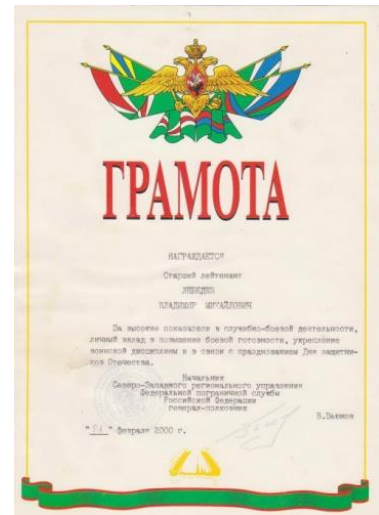 ГРАМОТА
НАГРАЖДАЕТСЯ
Старший лейтенант
ЛЕБЕДЕВ
ВЛАДИМИР МИХАЙЛОВИЧ
За высокие показатели в служебно-боевой деятельности,
личный вклад в повышение боевой готовности, укрепление
воинской дисциплины и в связи с празднованием Дня защитни-
ков Отечества.
Начальник
Северо-Западного регионального управления
Федеральной пограничной службы
Российской Федерации
генерал-полковник
" " февраля 2000 г.